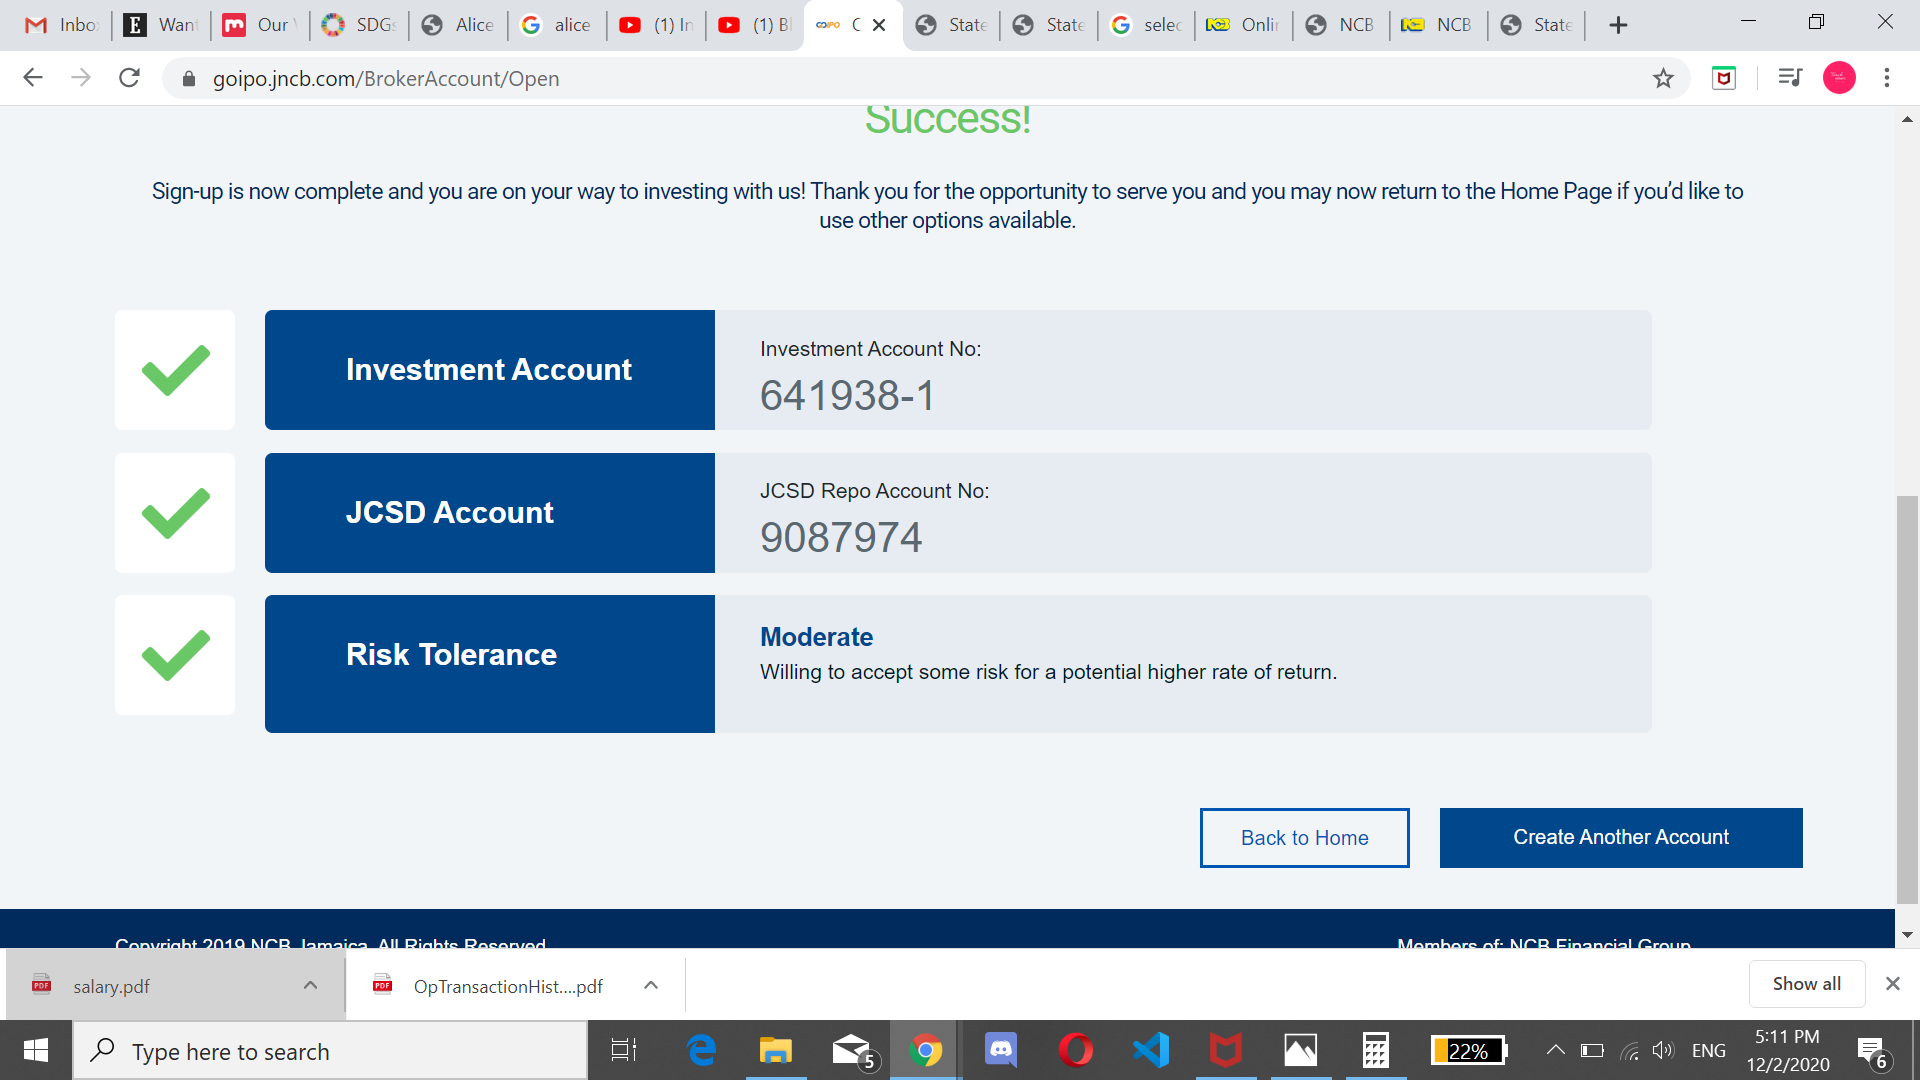 Inbo
Want
Our
SDGs
Alice
alice
(1) In
(1) Bl
State
State
selec
Onlin
NCB
NCB
State
goipo.jncb.com/BrokerAccount/Open
Success!
Sign-up is now complete and you are on your way to investing with us! Thank you for the opportunity to serve you and you may now return to the Home Page if you’d like to
use other options available.
Investment Account
Investment Account No:
641938-1
JCSD Account
JCSD Repo Account No:
9087974
Risk Tolerance
Moderate
Willing to accept some risk for a potential higher rate of return.
Back to Home
Create Another Account
Copyright 2019 NCB Jamaica. All Rights Reserved
Members of: NCB Financial Group
salary.pdf
OpTransactionHist....pdf
Show all
Type here to search
5
22%
ENG
5:11 PM
12/2/2020
6